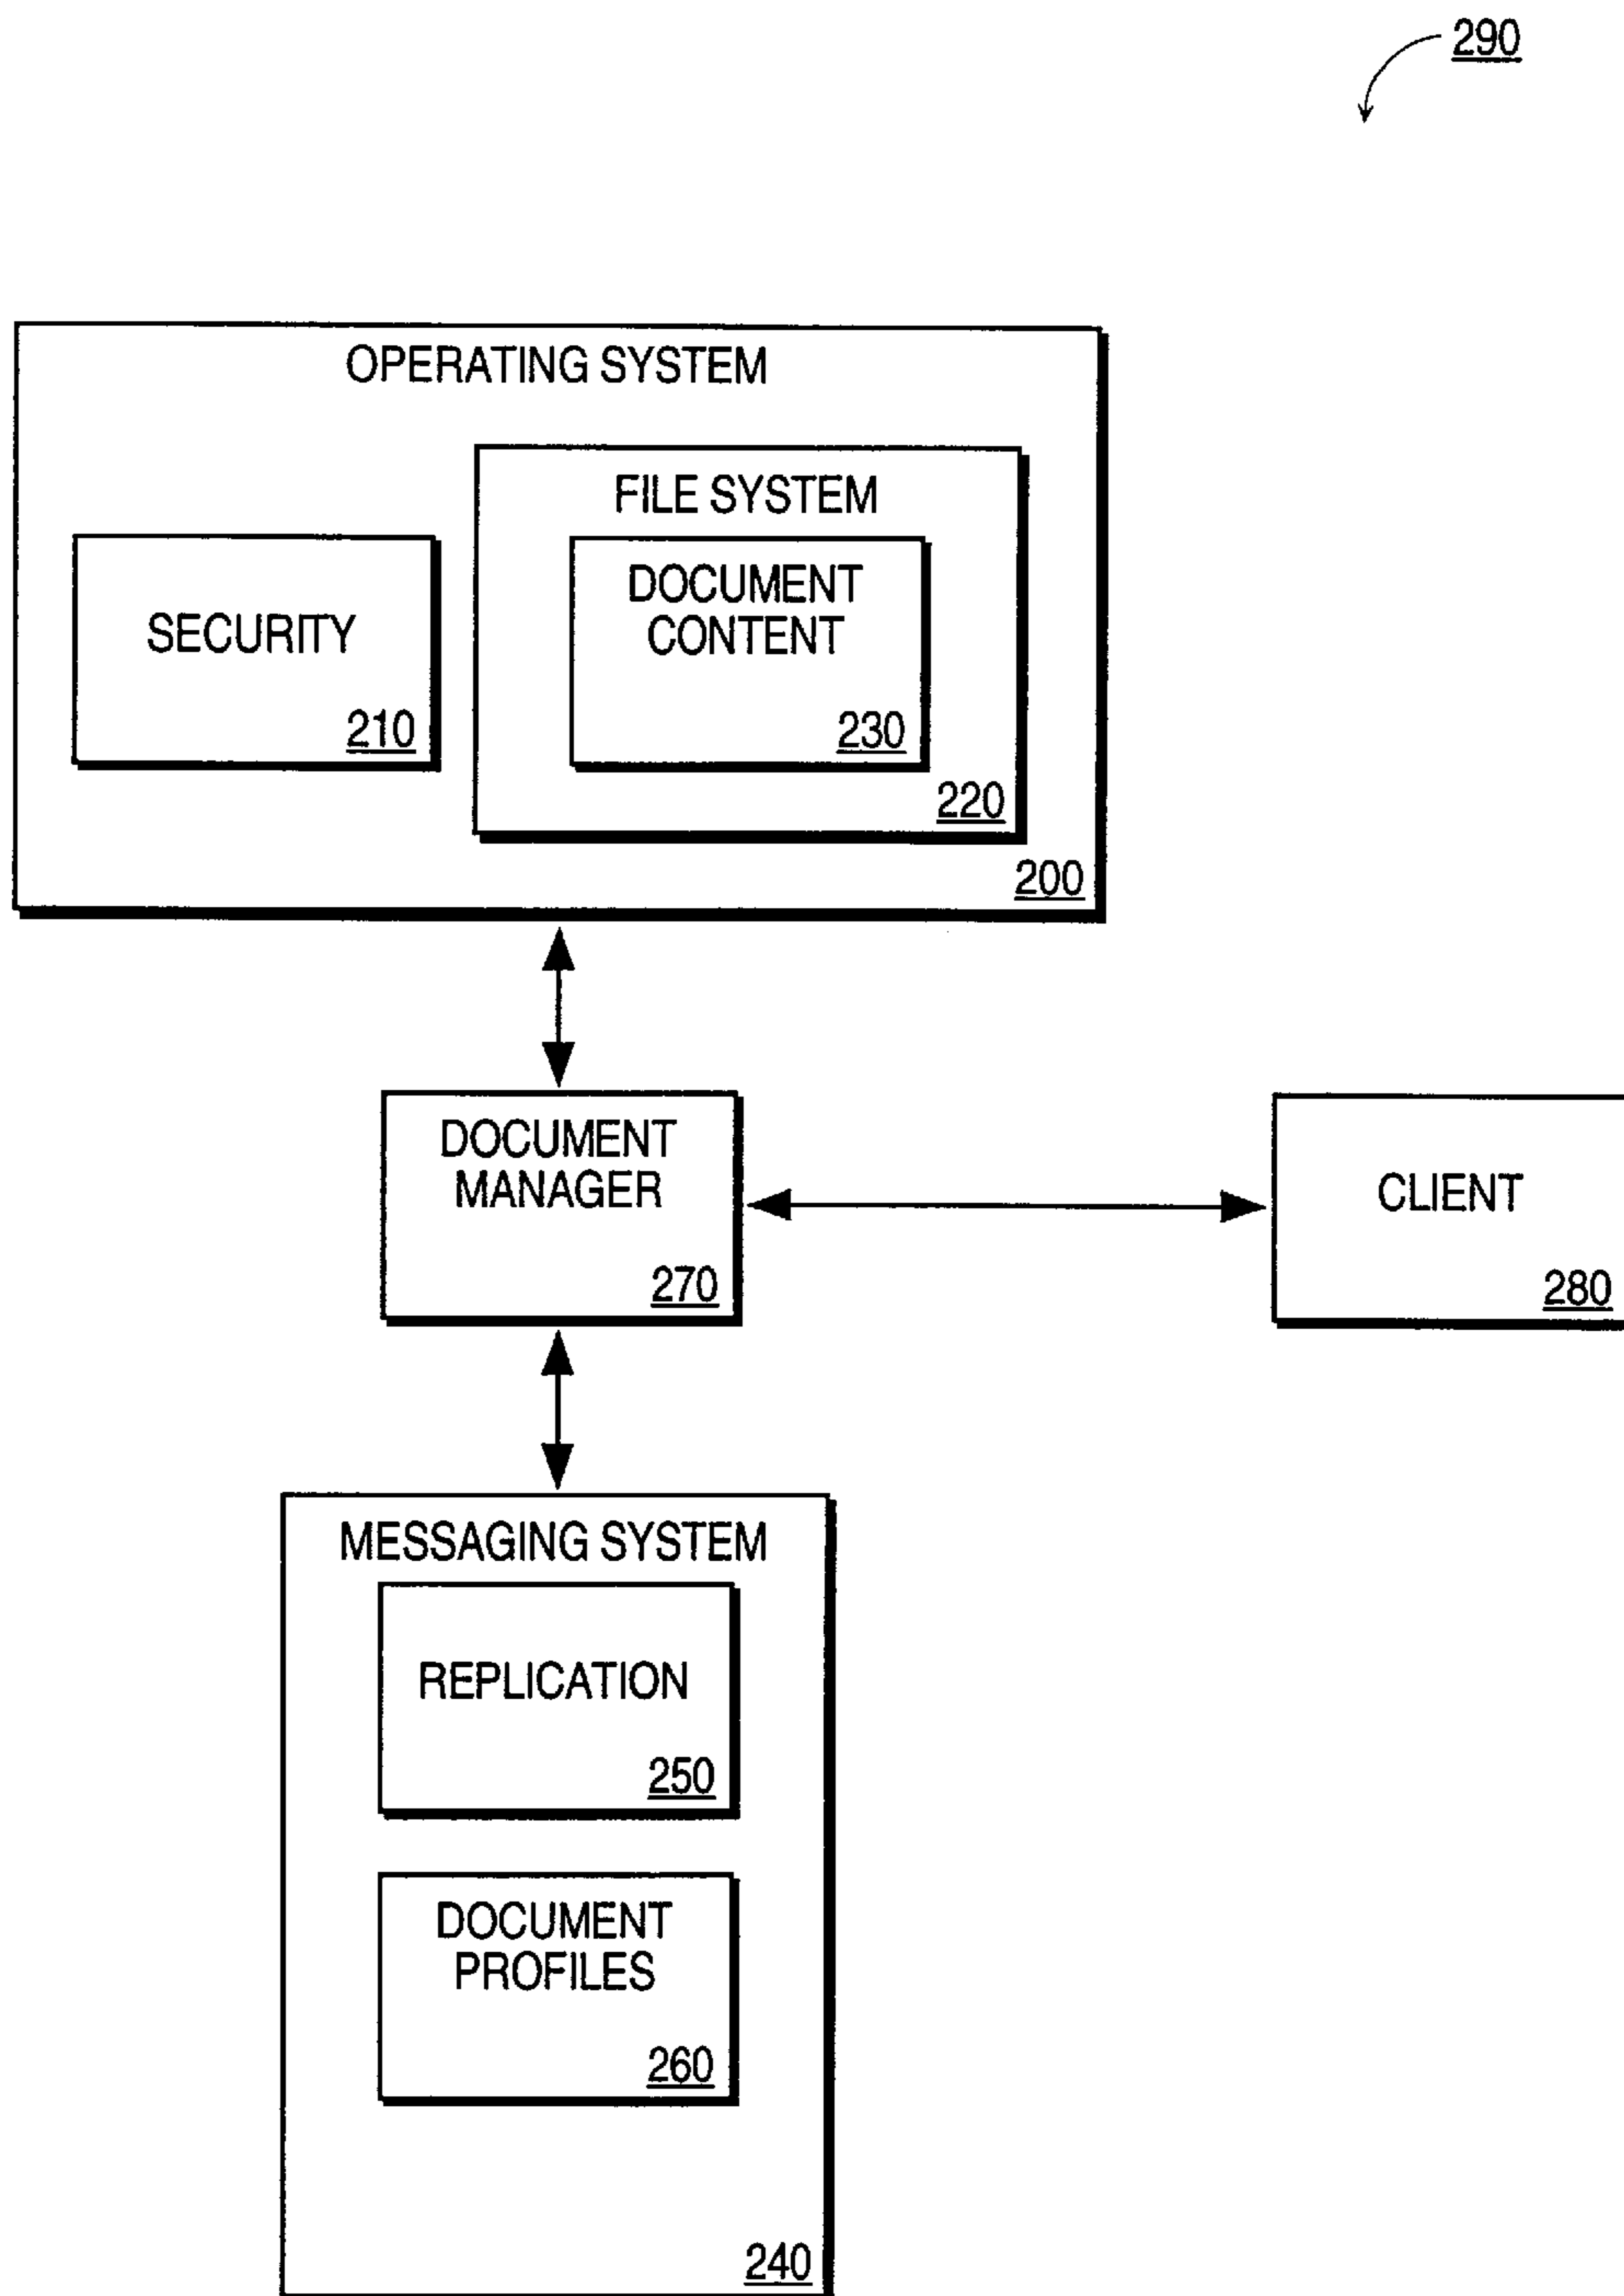 290
OPERATING SYSTEM
FILE SYSTEM
DOCUMENT
CONTENT
SECURITY
210
230
220
200
DOCUMENT
MANAGER
270
CLIENT
280
MESSAGING SYSTEM
REPLICATION
250
DOCUMENT
PROFILES
260
240